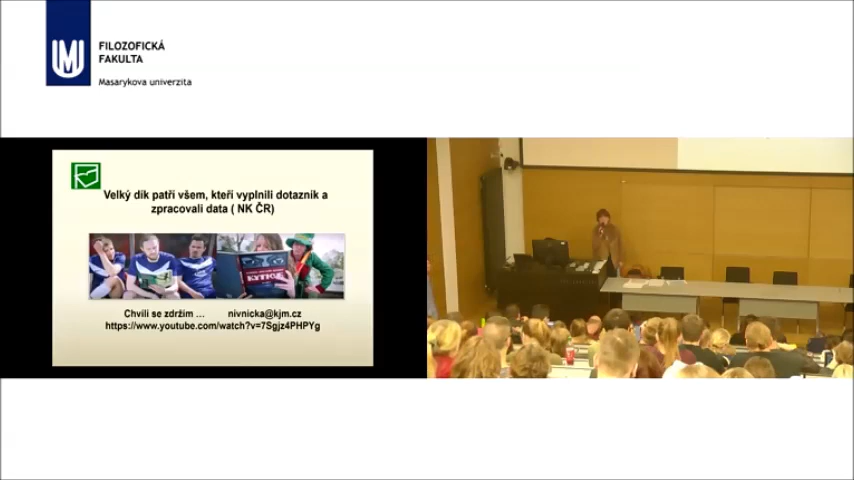 FILOZOFICKÁ
FAKULTA
Masarykova univerzita
Velký dík patří všem, kteří vyplnili dotazník a
zpracovali data ( NK ČR)
KYTICE
Chvíli se zdržím … nivnicka@kjm.cz
https://www.youtube.com/watch?v=7Sgjz4PHPYg